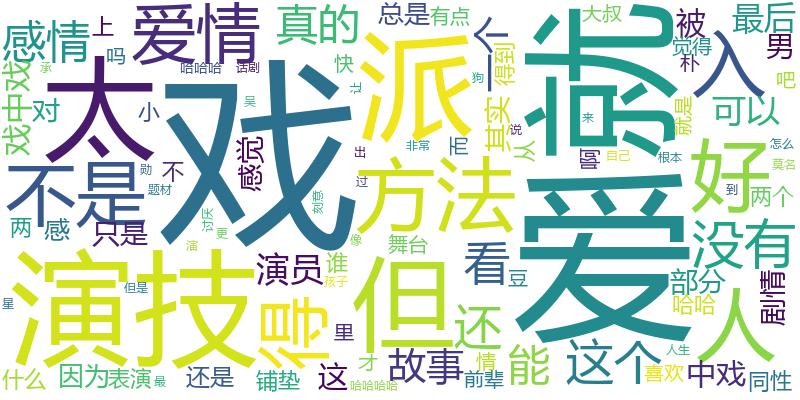 感情
上
爱情
真的
总是
有点
一个
大叔
被
最后
吗
哈哈哈
话剧
快
派
得到
就
觉得
入
男
戏中戏
承
太
戏
朴
吧
对
小
吴
让
狗
其实
就是
可以
不是
不
感觉
出
非常
而
说
从
来
啊
自己
根本
好
怎么
莫名
勋
题材
过
方法
爱
到
两个
两
感
只是
讨厌
更
刻意
像
舞台
看
没有
演
演技
演员
谁
但
豆
部分
人
剧情
星
但是
得
孩子
里
还
哈哈
什么
因为
表演
最
还是
铺垫
这
才
哈哈哈哈
故事
情
前辈
能
这个
人生
喜欢
中戏
同性